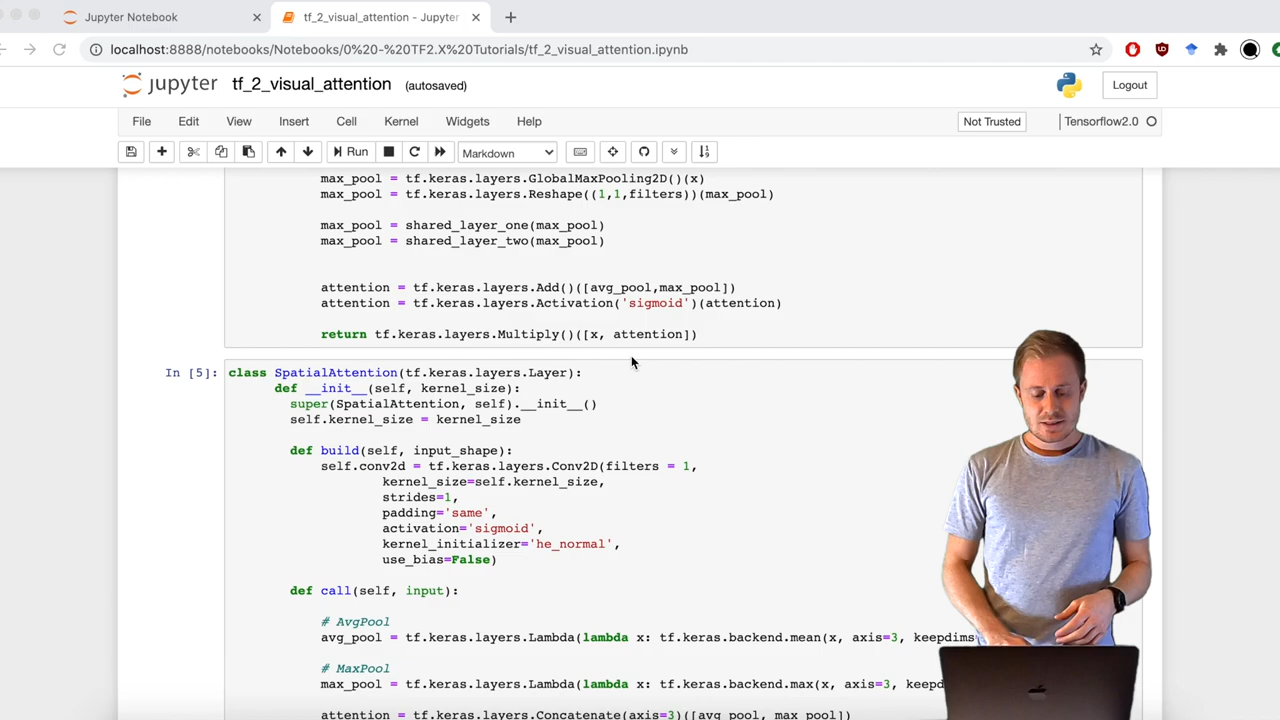 Jupyter Notebook
tf_2_visual_attention - Jupyter
localhost:8888/notebooks/Notebooks/0%20-%20TF2.X%20Tutorials/tf_2_visual_attention.ipynb
jupyter tf_2_visual_attention (autosaved) Logout
File Edit View Insert Cell Kernel Widgets Help Not Trusted Tensorflow2.0
Run Markdown
max_pool = tf.keras.layers.GlobalMaxPooling2D()(x)
max_pool = tf.keras.layers.Reshape((1,1,filters))(max_pool)
max_pool = shared_layer_one(max_pool)
max_pool = shared_layer_two(max_pool)
attention = tf.keras.layers.Add()([avg_pool,max_pool])
attention = tf.keras.layers.Activation('sigmoid')(attention)
return tf.keras.layers.Multiply()([x, attention])
In [5]: class SpatialAttention(tf.keras.layers.Layer):
def __init__(self, kernel_size):
super(SpatialAttention, self).__init__()
self.kernel_size = kernel_size
def build(self, input_shape):
self.conv2d = tf.keras.layers.Conv2D(filters = 1,
kernel_size=self.kernel_size,
strides=1,
padding='same',
activation='sigmoid',
kernel_initializer='he_normal',
use_bias=False)
def call(self, input):
# AvgPool
avg_pool = tf.keras.layers.Lambda(lambda x: tf.keras.backend.mean(x, axis=3, keepdims
# MaxPool
max_pool = tf.keras.layers.Lambda(lambda x: tf.keras.backend.max(x, axis=3,
attention = tf.keras.layers.Concatenate(axis=3)([avg_pool, max_pool])